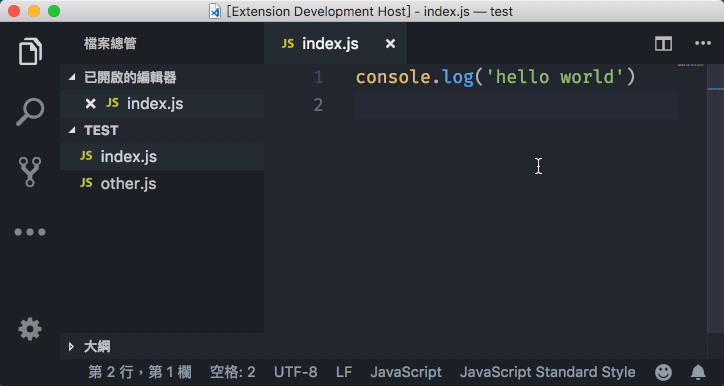 [Extension Development Host] - index.js — test
檔案總管
已開啟的編輯器
JS index.js
TEST
JS index.js
JS other.js
大綱
JS index.js
1 console.log('hello world')
2
第 2 行，第 1 欄 空格: 2 UTF-8 LF JavaScript JavaScript Standard Style